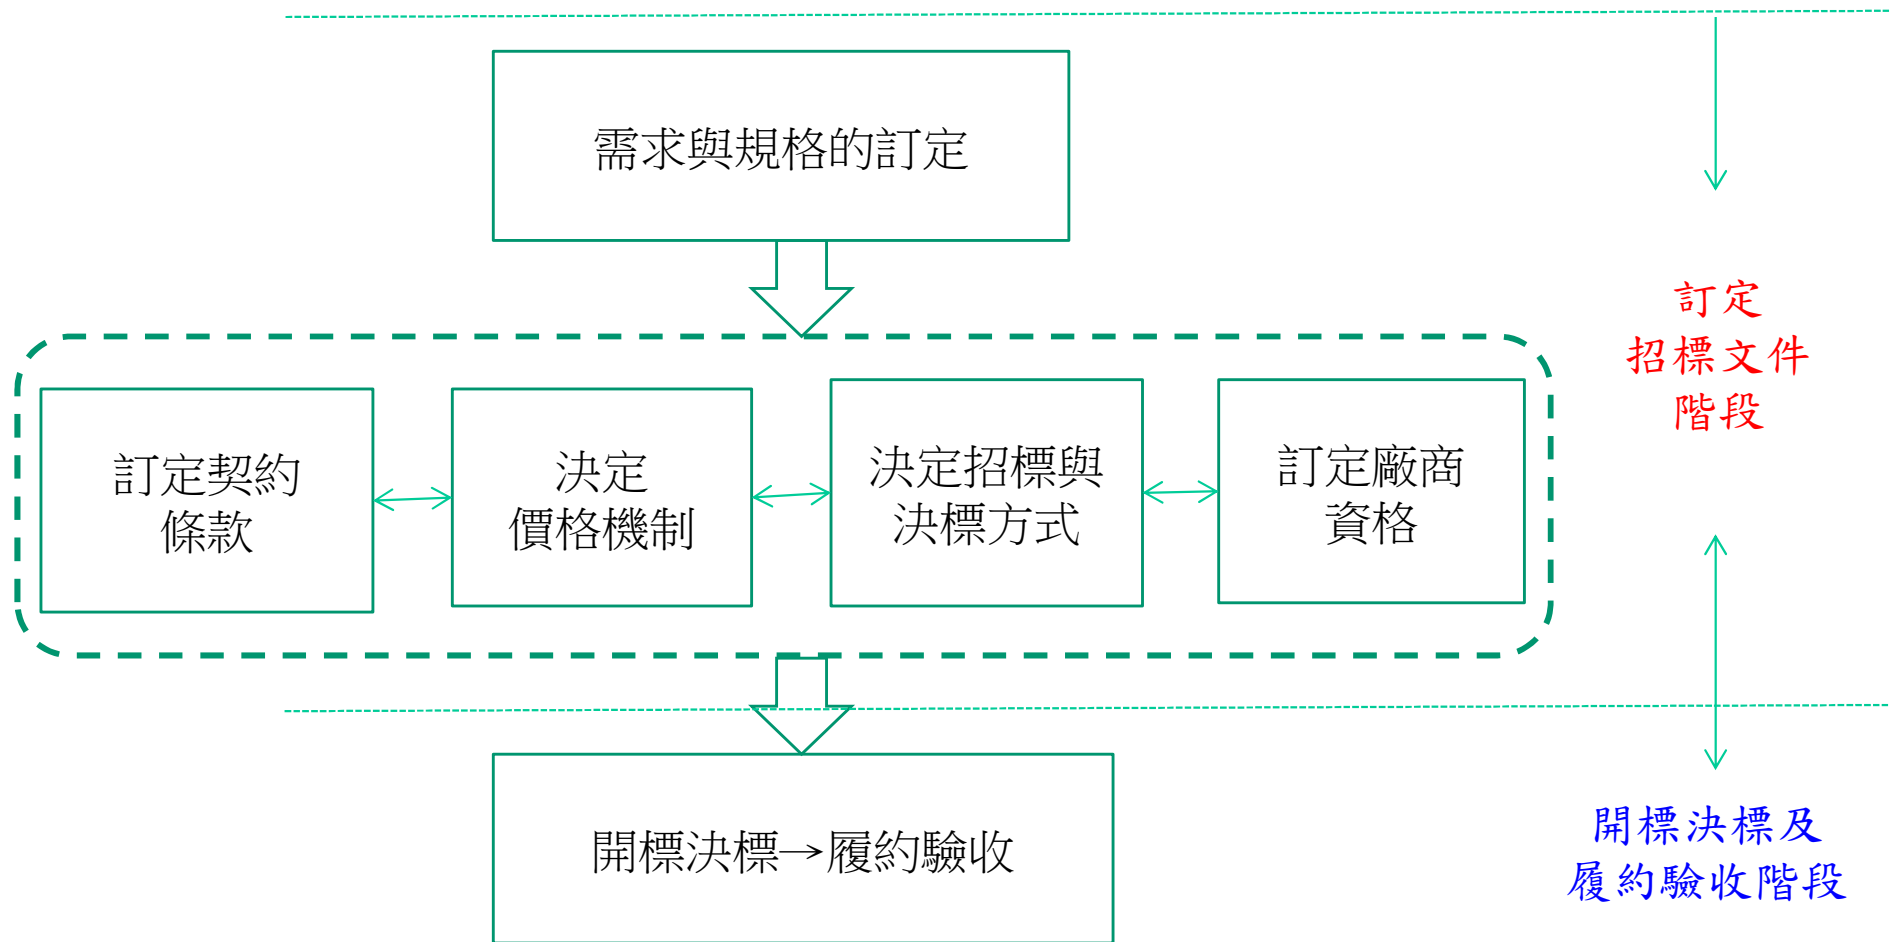 需求與規格的訂定
訂定
招標文件
階段
訂定契約
條款
決定
價格機制
決定招標與
決標方式
訂定廠商
資格
開標決標→履約驗收
開標決標及
履約驗收階段